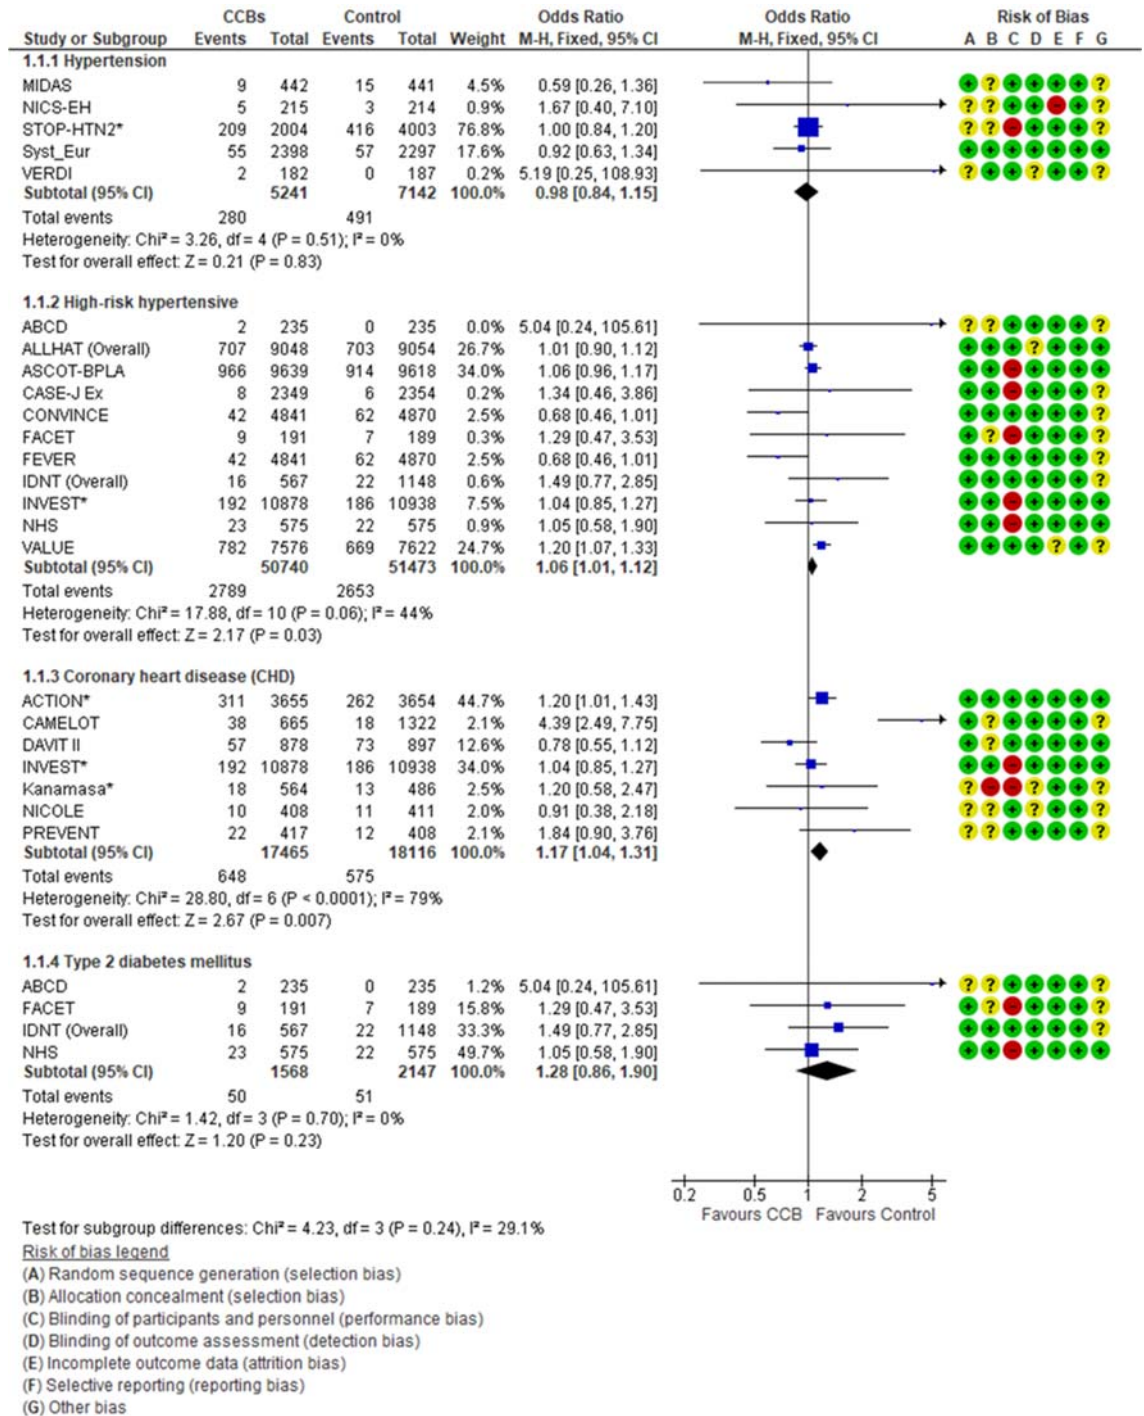 CCBs Control Odds Ratio Odds Ratio Risk of Bias
Study or Subgroup Events Total Events Total Weight M-H, Fixed, 95% CI M-H, Fixed, 95% CI A B C D E F G
1.1.1 Hypertension
MIDAS 9 442 15 441 4.5% 0.59 [0.26, 1.36] + ? + + + + ?
NICS-EH 5 215 3 214 0.9% 1.67 [0.40, 7.10] ? ? + + - + ?
STOP-HTN2* 209 2004 416 4003 76.8% 1.00 [0.84, 1.20] ? ? - + + + ?
Syst_Eur 55 2398 57 2297 17.6% 0.92 [0.63, 1.34] + + + + + + +
VERDI 2 182 0 187 0.2% 5.19 [0.25, 108.93] ? + + ? + + ?
Subtotal (95% CI) 5241 7142 100.0% 0.98 [0.84, 1.15]
Total events 280 491
Heterogeneity: Chi² = 3.26, df = 4 (P = 0.51); I² = 0%
Test for overall effect: Z = 0.21 (P = 0.83)
1.1.2 High-risk hypertensive
ABCD 2 235 0 235 0.0% 5.04 [0.24, 105.61] ? ? + + + + ?
ALLHAT (Overall) 707 9048 703 9054 26.7% 1.01 [0.90, 1.12] + + + ? + + +
ASCOT-BPLA 966 9639 914 9618 34.0% 1.06 [0.96, 1.17] + + - + + + +
CASE-J Ex 8 2349 6 2354 0.2% 1.34 [0.46, 3.86] + + - + + + ?
CONVINCE 42 4841 62 4870 2.5% 0.68 [0.46, 1.01] + + + + + + ?
FACET 9 191 7 189 0.3% 1.29 [0.47, 3.53] + ? - + + + ?
FEVER 42 4841 62 4870 2.5% 0.68 [0.46, 1.01] + + + + + + ?
IDNT (Overall) 16 567 22 1148 0.6% 1.49 [0.77, 2.85] + + + + + + ?
INVEST* 192 10878 186 10938 7.5% 1.04 [0.85, 1.27] + + - + + + +
NHS 23 575 22 575 0.9% 1.05 [0.58, 1.90] + + - + + + +
VALUE 782 7576 669 7622 24.7% 1.20 [1.07, 1.33] + + + + ? + ?
Subtotal (95% CI) 50740 51473 100.0% 1.06 [1.01, 1.12]
Total events 2789 2653
Heterogeneity: Chi² = 17.88, df = 10 (P = 0.06); I² = 44%
Test for overall effect: Z = 2.17 (P = 0.03)
1.1.3 Coronary heart disease (CHD)
ACTION* 311 3655 262 3654 44.7% 1.20 [1.01, 1.43] + + + + + + +
CAMELOT 38 665 18 1322 2.1% 4.39 [2.49, 7.75] + ? + + + + ?
DAVIT II 57 878 73 897 12.6% 0.78 [0.55, 1.12] + ? + + + + +
INVEST* 192 10878 186 10938 34.0% 1.04 [0.85, 1.27] + + - + + + +
Kanamasa* 18 564 13 486 2.5% 1.20 [0.58, 2.47] ? - - ? + + ?
NICOLE 10 408 11 411 2.0% 0.91 [0.38, 2.18] ? ? + ? + + ?
PREVENT 22 417 12 408 2.1% 1.84 [0.90, 3.76] ? ? + + + + ?
Subtotal (95% CI) 17465 18116 100.0% 1.17 [1.04, 1.31]
Total events 648 575
Heterogeneity: Chi² = 28.80, df = 6 (P < 0.0001); I² = 79%
Test for overall effect: Z = 2.67 (P = 0.007)
1.1.4 Type 2 diabetes mellitus
ABCD 2 235 0 235 1.2% 5.04 [0.24, 105.61] ? ? + + + + ?
FACET 9 191 7 189 15.8% 1.29 [0.47, 3.53] + ? - + + + ?
IDNT (Overall) 16 567 22 1148 33.3% 1.49 [0.77, 2.85] + + + + + + ?
NHS 23 575 22 575 49.7% 1.05 [0.58, 1.90] + + - + + + +
Subtotal (95% CI) 1568 2147 100.0% 1.28 [0.86, 1.90]
Total events 50 51
Heterogeneity: Chi² = 1.42, df = 3 (P = 0.70); I² = 0%
Test for overall effect: Z = 1.20 (P = 0.23)
0.2 0.5 1 2 5
Favours CCB Favours Control
Test for subgroup differences: Chi² = 4.23, df = 3 (P = 0.24), I² = 29.1%
Risk of bias legend
(A) Random sequence generation (selection bias)
(B) Allocation concealment (selection bias)
(C) Blinding of participants and personnel (performance bias)
(D) Blinding of outcome assessment (detection bias)
(E) Incomplete outcome data (attrition bias)
(F) Selective reporting (reporting bias)
(G) Other bias